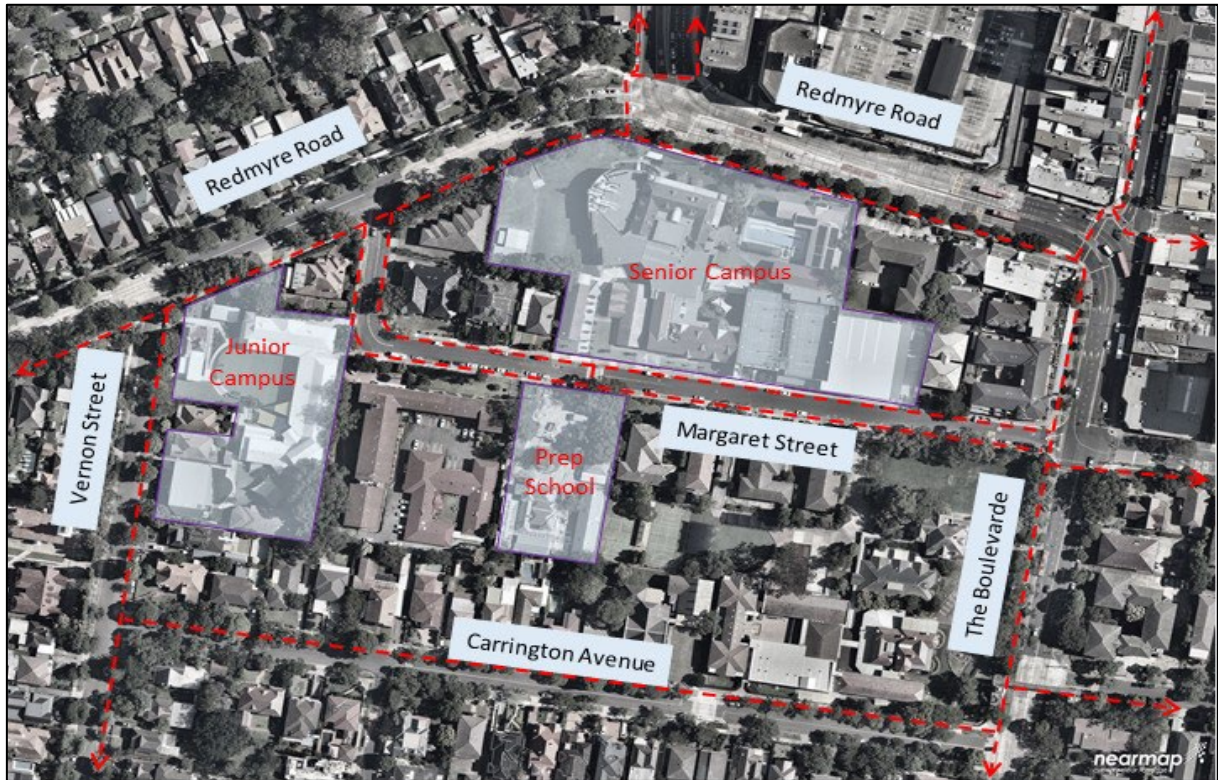 Redmyre Road
Redmyre Road
Senior Campus
Junior
Campus
Vernon Street
Margaret Street
Prep
School
The Boulevarde
Carrington Avenue
nearmap